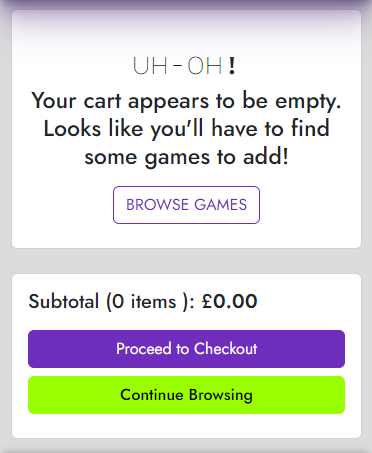 UH-OH!
Your cart appears to be empty.
Looks like you'll have to find
some games to add!
BROWSE GAMES
Subtotal (0 items ): £0.00
Proceed to Checkout
Continue Browsing